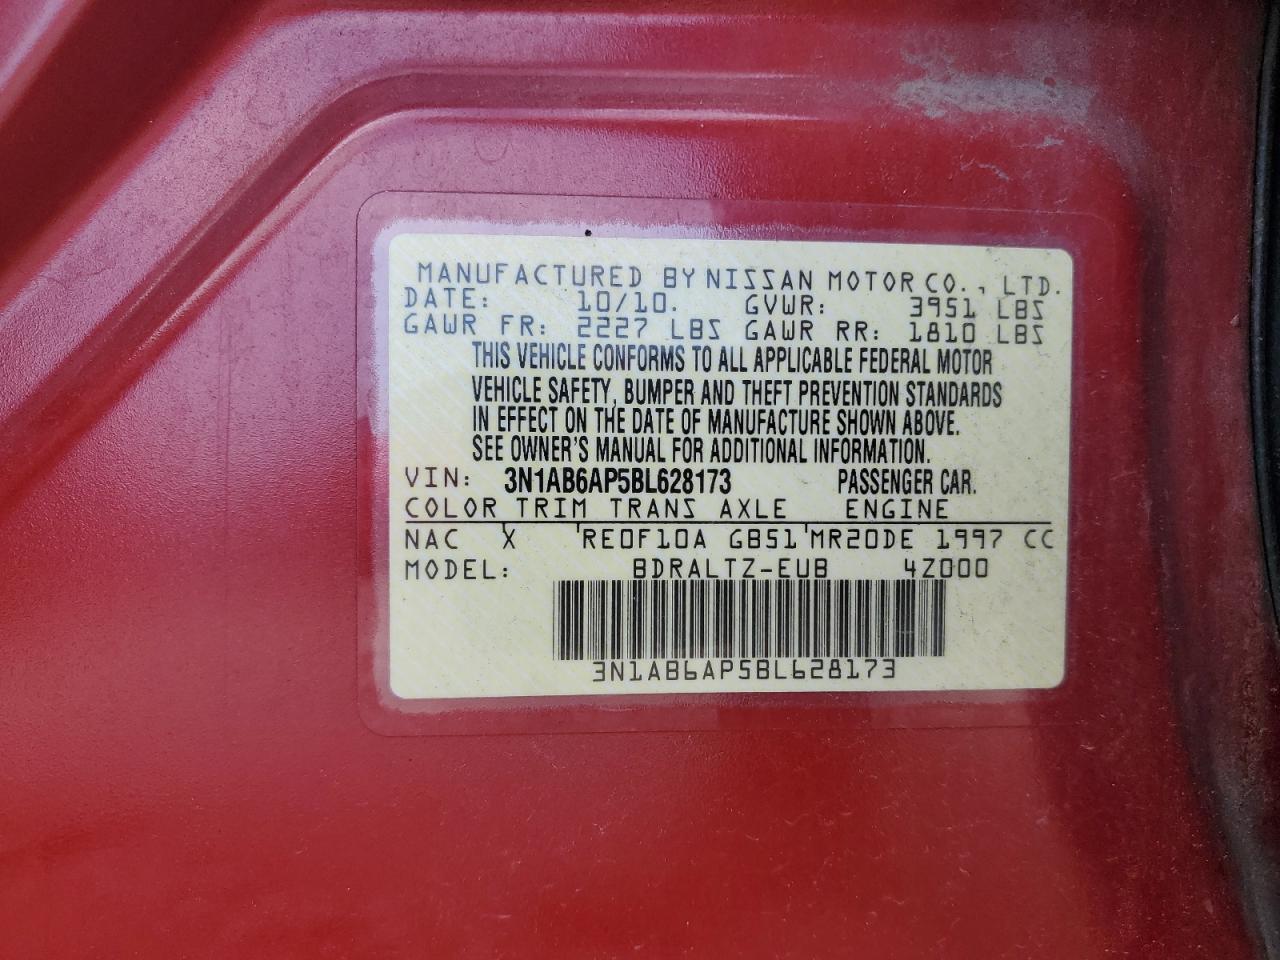 MANUFACTURED BY NISSAN MOTOR CO., LTD.
DATE: 10/10. GVWR: 3951 LBS
GAWR FR: 2227 LBS GAWR RR: 1810 LBS
THIS VEHICLE CONFORMS TO ALL APPLICABLE FEDERAL MOTOR
VEHICLE SAFETY, BUMPER AND THEFT PREVENTION STANDARDS
IN EFFECT ON THE DATE OF MANUFACTURE SHOWN ABOVE.
SEE OWNER'S MANUAL FOR ADDITIONAL INFORMATION.
VIN: 3N1AB6AP5BL628173 PASSENGER CAR.
COLOR TRIM TRANS AXLE ENGINE
NAC X RE0F10A GB51 MR20DE 1997 CC
MODEL: BDRALTZ-EUB 4Z000
3N1AB6AP5BL628173